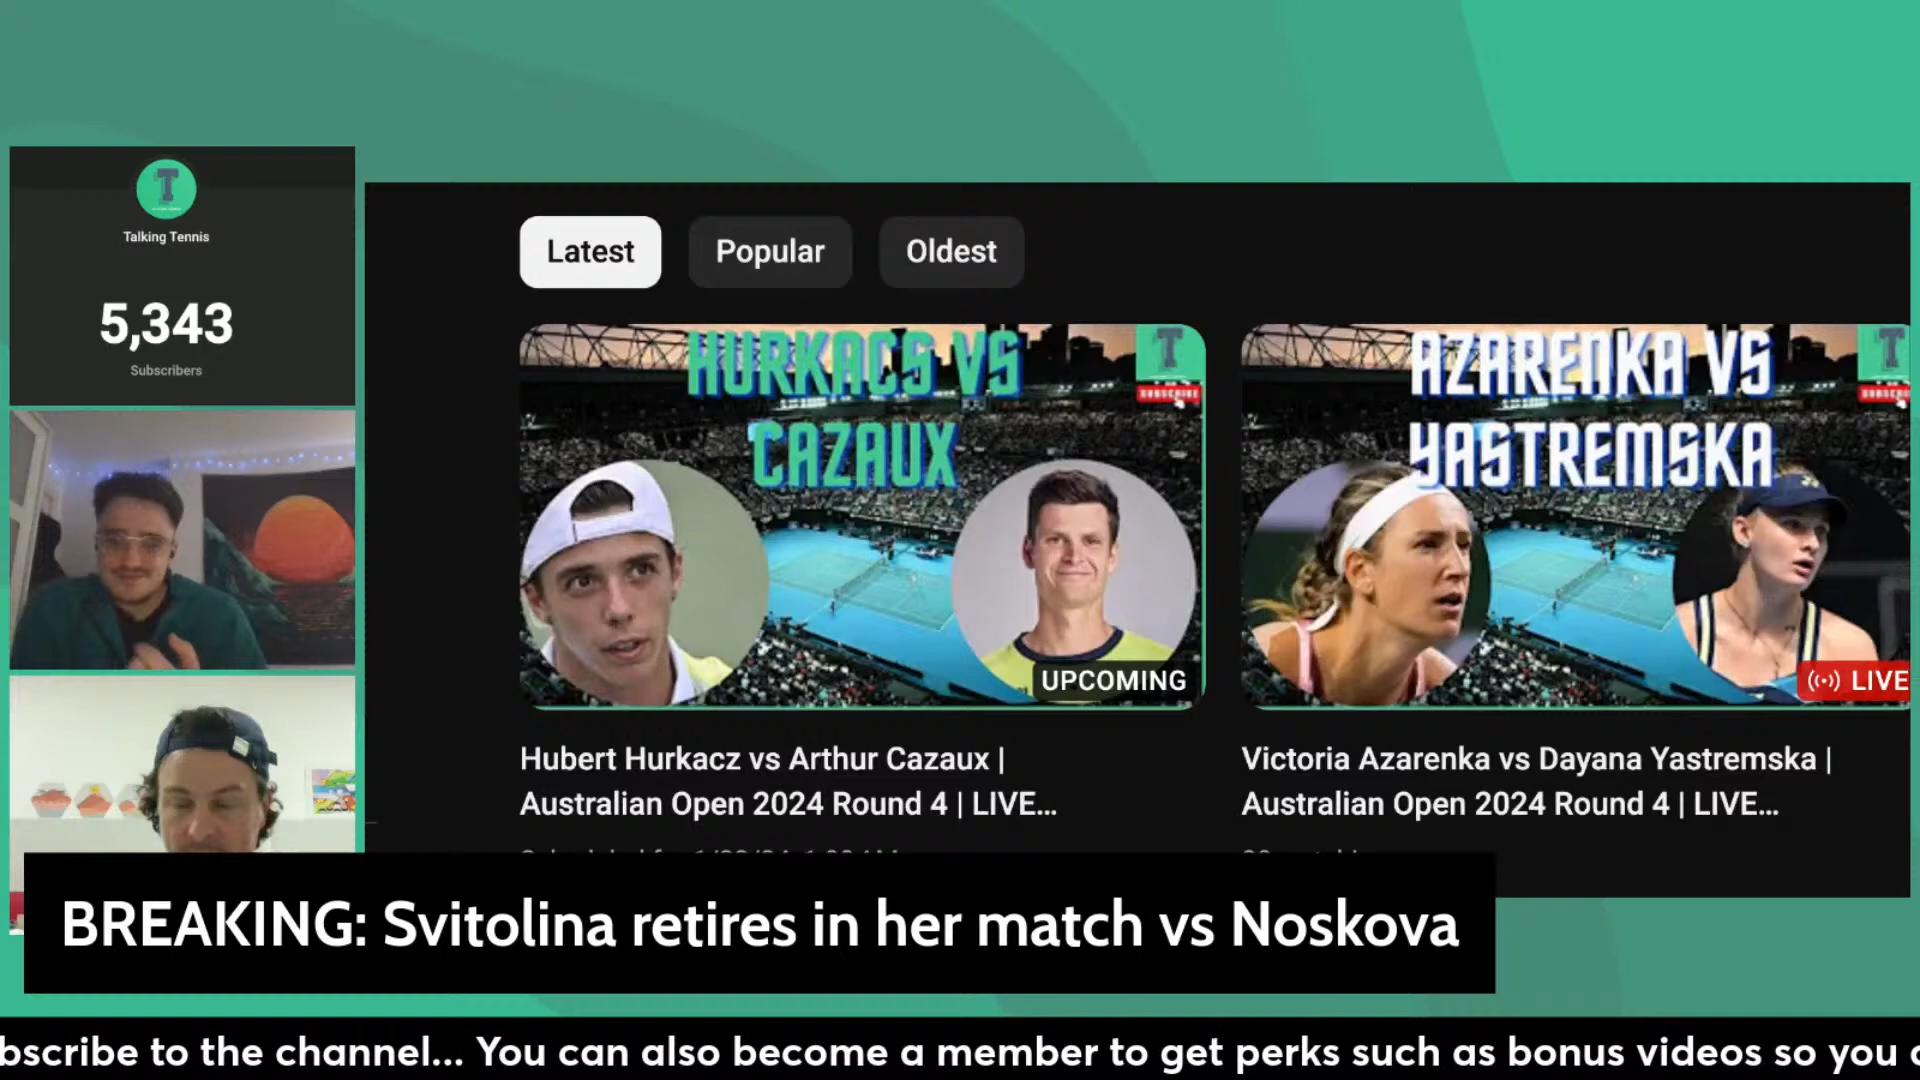 Talking Tennis
5,343
Subscribers
Latest
Popular
Oldest
HURKACS VS
CAZAUX
SUBSCRIBE
UPCOMING
Hubert Hurkacz vs Arthur Cazaux |
Australian Open 2024 Round 4 | LIVE...
AZARENKA VS
YASTREMSKA
LIVE
Victoria Azarenka vs Dayana Yastremska |
Australian Open 2024 Round 4 | LIVE...
BREAKING: Svitolina retires in her match vs Noskova
bscribe to the channel... You can also become a member to get perks such as bonus videos so you